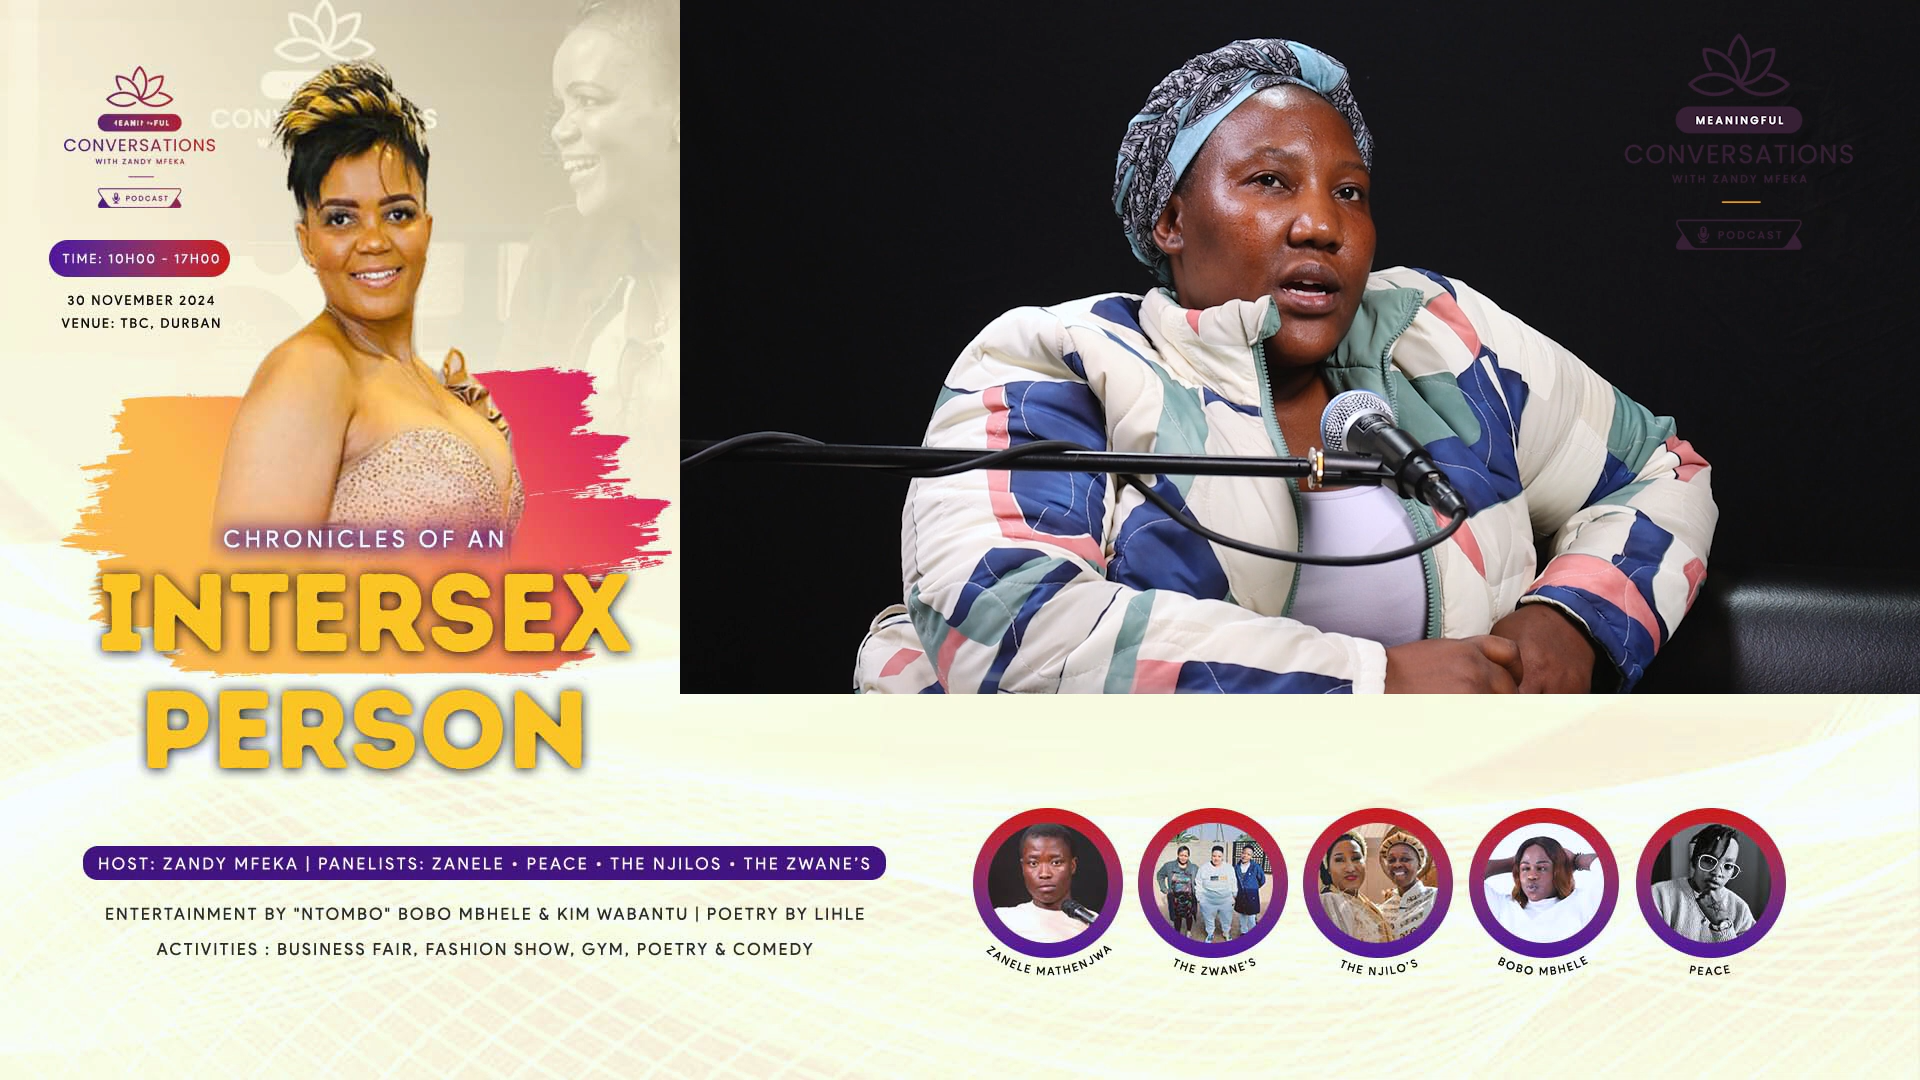 CONVERSATIONS
WITH ZANDY MFEKA
PODCAST
TIME: 10H00 - 17H00
30 NOVEMBER 2024
VENUE: TBC, DURBAN
CHRONICLES OF AN
INTERSEX
PERSON
MEANINGFUL
CONVERSATIONS
WITH ZANDY MFEKA
PODCAST
HOST: ZANDY MFEKA | PANELISTS: ZANELE • PEACE • THE NJILOS • THE ZWANE'S
ENTERTAINMENT BY "NTOMBO" BOBO MBHELE & KIM WABANTU | POETRY BY LIHLE
ACTIVITIES : BUSINESS FAIR, FASHION SHOW, GYM, POETRY & COMEDY
ZANELE MATHENJWA
THE ZWANE'S
THE NJILO'S
BOBO MBHELE
PEACE